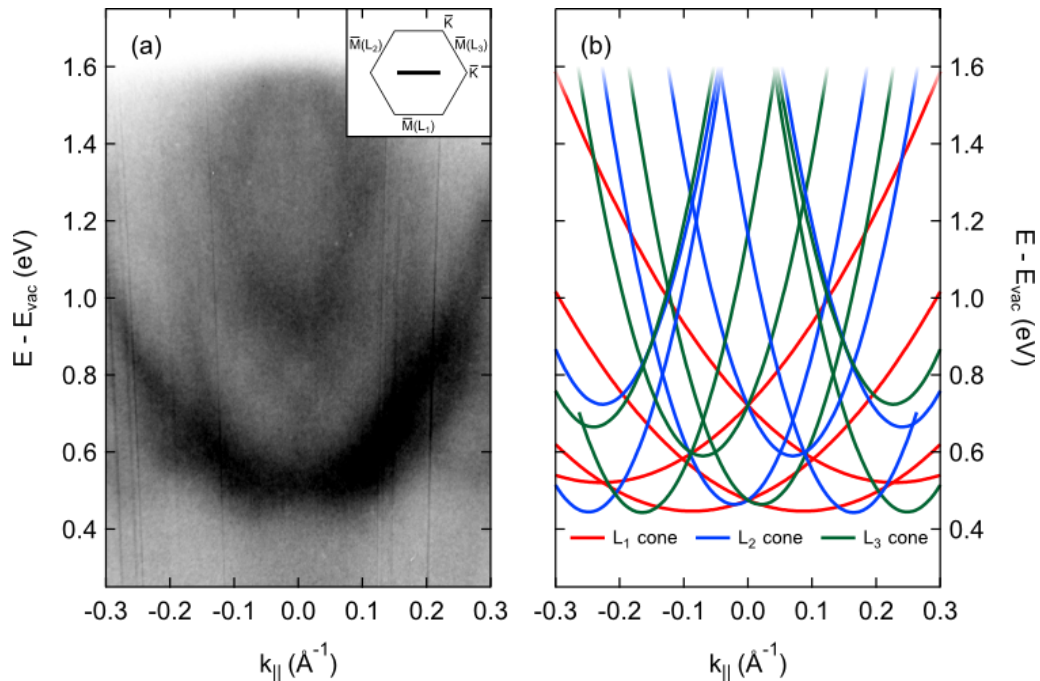 (a)
K̅
M̅(L₂)
M̅(L₃)
K̅
M̅(L₁)
1.6
1.4
1.2
1.0
0.8
0.6
0.4
E - Evac (eV)
-0.3 -0.2 -0.1 0.0 0.1 0.2 0.3
k|| (Å⁻¹)
(b)
1.6
1.4
1.2
1.0
0.8
0.6
0.4
E - Evac (eV)
L₁ cone L₂ cone L₃ cone
-0.3 -0.2 -0.1 0.0 0.1 0.2 0.3
k|| (Å⁻¹)